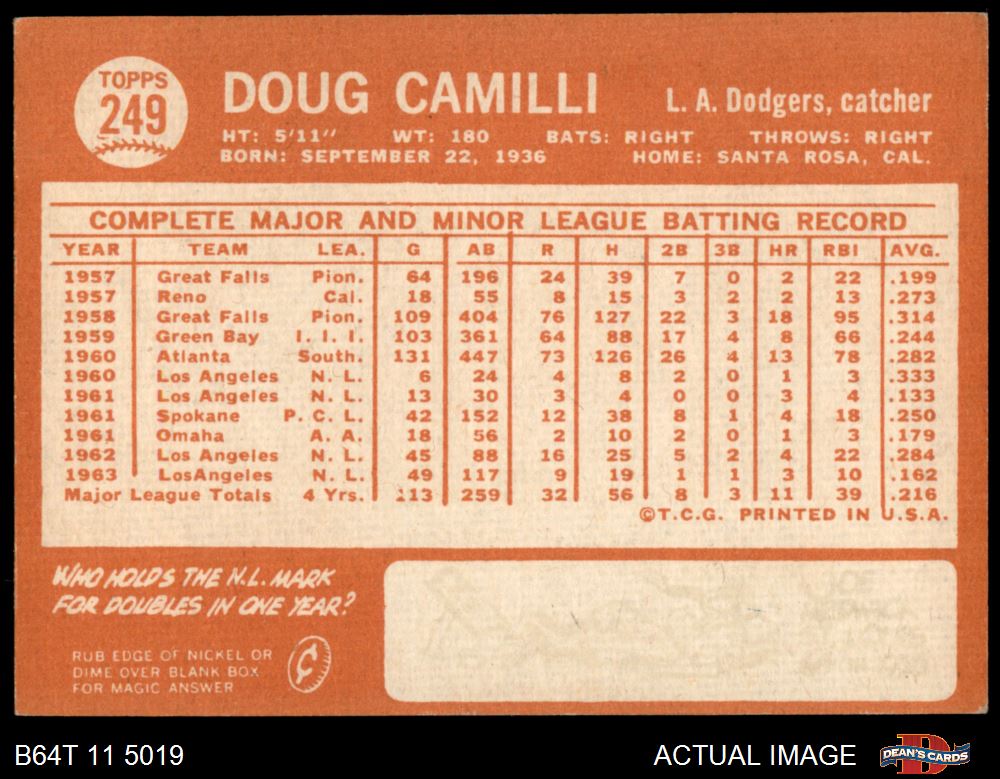 TOPPS
249
DOUG CAMILLI
L. A. Dodgers, catcher
HT: 5'11" WT: 180 BATS: RIGHT THROWS: RIGHT
BORN: SEPTEMBER 22, 1936 HOME: SANTA ROSA, CAL.
COMPLETE MAJOR AND MINOR LEAGUE BATTING RECORD
YEAR TEAM LEA. G AB R H 2B 3B HR RBI AVG.
1957 Great Falls Pion. 64 196 24 39 7 0 2 22 .199
1957 Reno Cal. 18 55 8 15 3 2 2 13 .273
1958 Great Falls Pion. 109 404 76 127 22 3 18 95 .314
1959 Green Bay I. I. I. 103 361 64 88 17 4 8 66 .244
1960 Atlanta South. 131 447 73 126 26 4 13 78 .282
1960 Los Angeles N. L. 6 24 4 8 2 0 1 3 .333
1961 Los Angeles N. L. 13 30 3 4 0 0 3 4 .133
1961 Spokane P. C. L. 42 152 12 38 8 1 4 18 .250
1961 Omaha A. A. 18 56 2 10 2 0 1 3 .179
1962 Los Angeles N. L. 45 88 16 25 5 2 4 22 .284
1963 LosAngeles N. L. 49 117 9 19 1 1 3 10 .162
Major League Totals 4 Yrs. 113 259 32 56 8 3 11 39 .216
©T.C.G. PRINTED IN U.S.A.
WHO HOLDS THE N.L. MARK
FOR DOUBLES IN ONE YEAR?
RUB EDGE OF NICKEL OR
DIME OVER BLANK BOX
FOR MAGIC ANSWER
¢
B64T 11 5019
ACTUAL IMAGE
DEAN'S CARDS